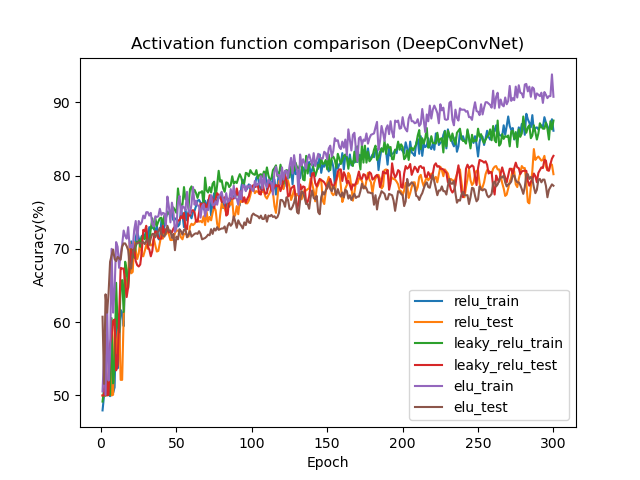 Activation function comparison (DeepConvNet)
Accuracy(%)
90
80
70
60
50
relu_train
relu_test
leaky_relu_train
leaky_relu_test
elu_train
elu_test
0 50 100 150 200 250 300
Epoch